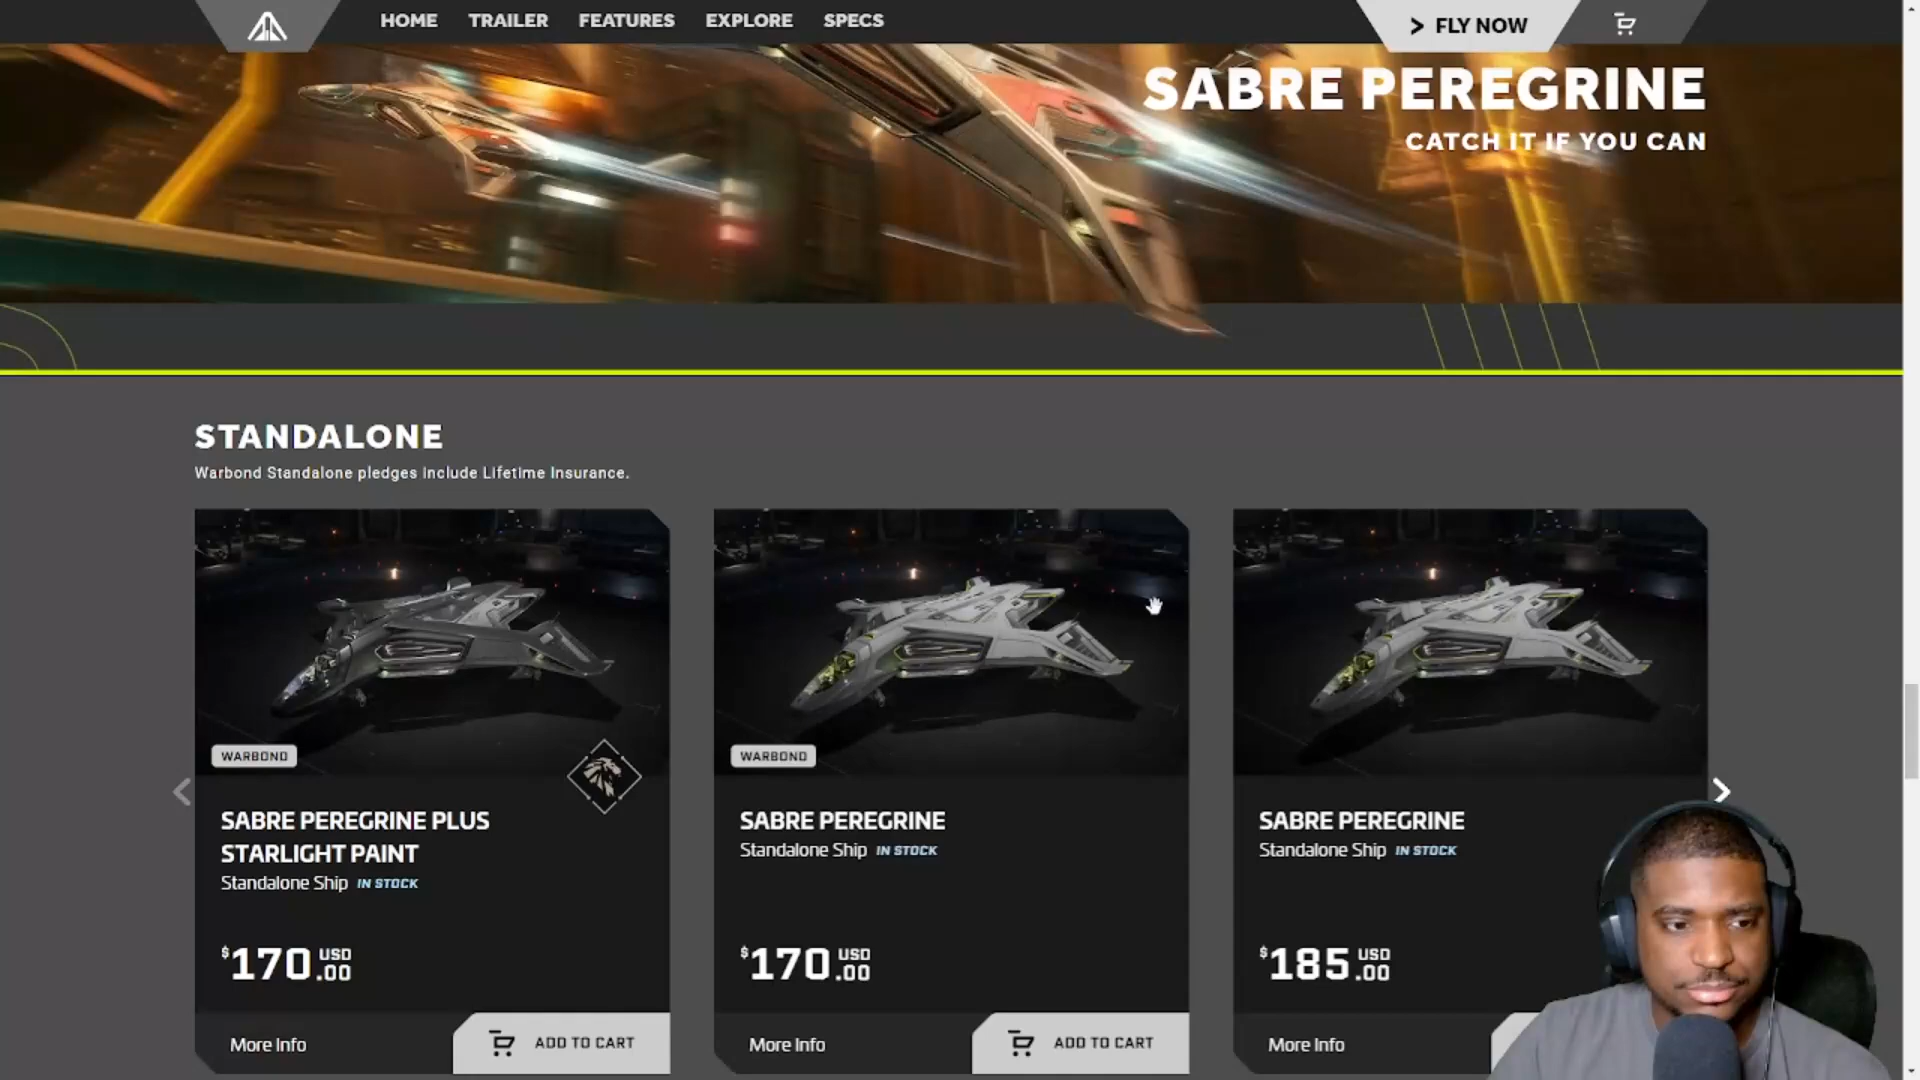 HOME TRAILER FEATURES EXPLORE SPECS
> FLY NOW
SABRE PEREGRINE
CATCH IT IF YOU CAN
STANDALONE
Warbond Standalone pledges include Lifetime Insurance.
WARBOND
SABRE PEREGRINE PLUS
STARLIGHT PAINT
Standalone Ship IN STOCK
$170.00 USD
More Info
ADD TO CART
WARBOND
SABRE PEREGRINE
Standalone Ship IN STOCK
$170.00 USD
More Info
ADD TO CART
SABRE PEREGRINE
Standalone Ship IN STOCK
$185.00 USD
More Info